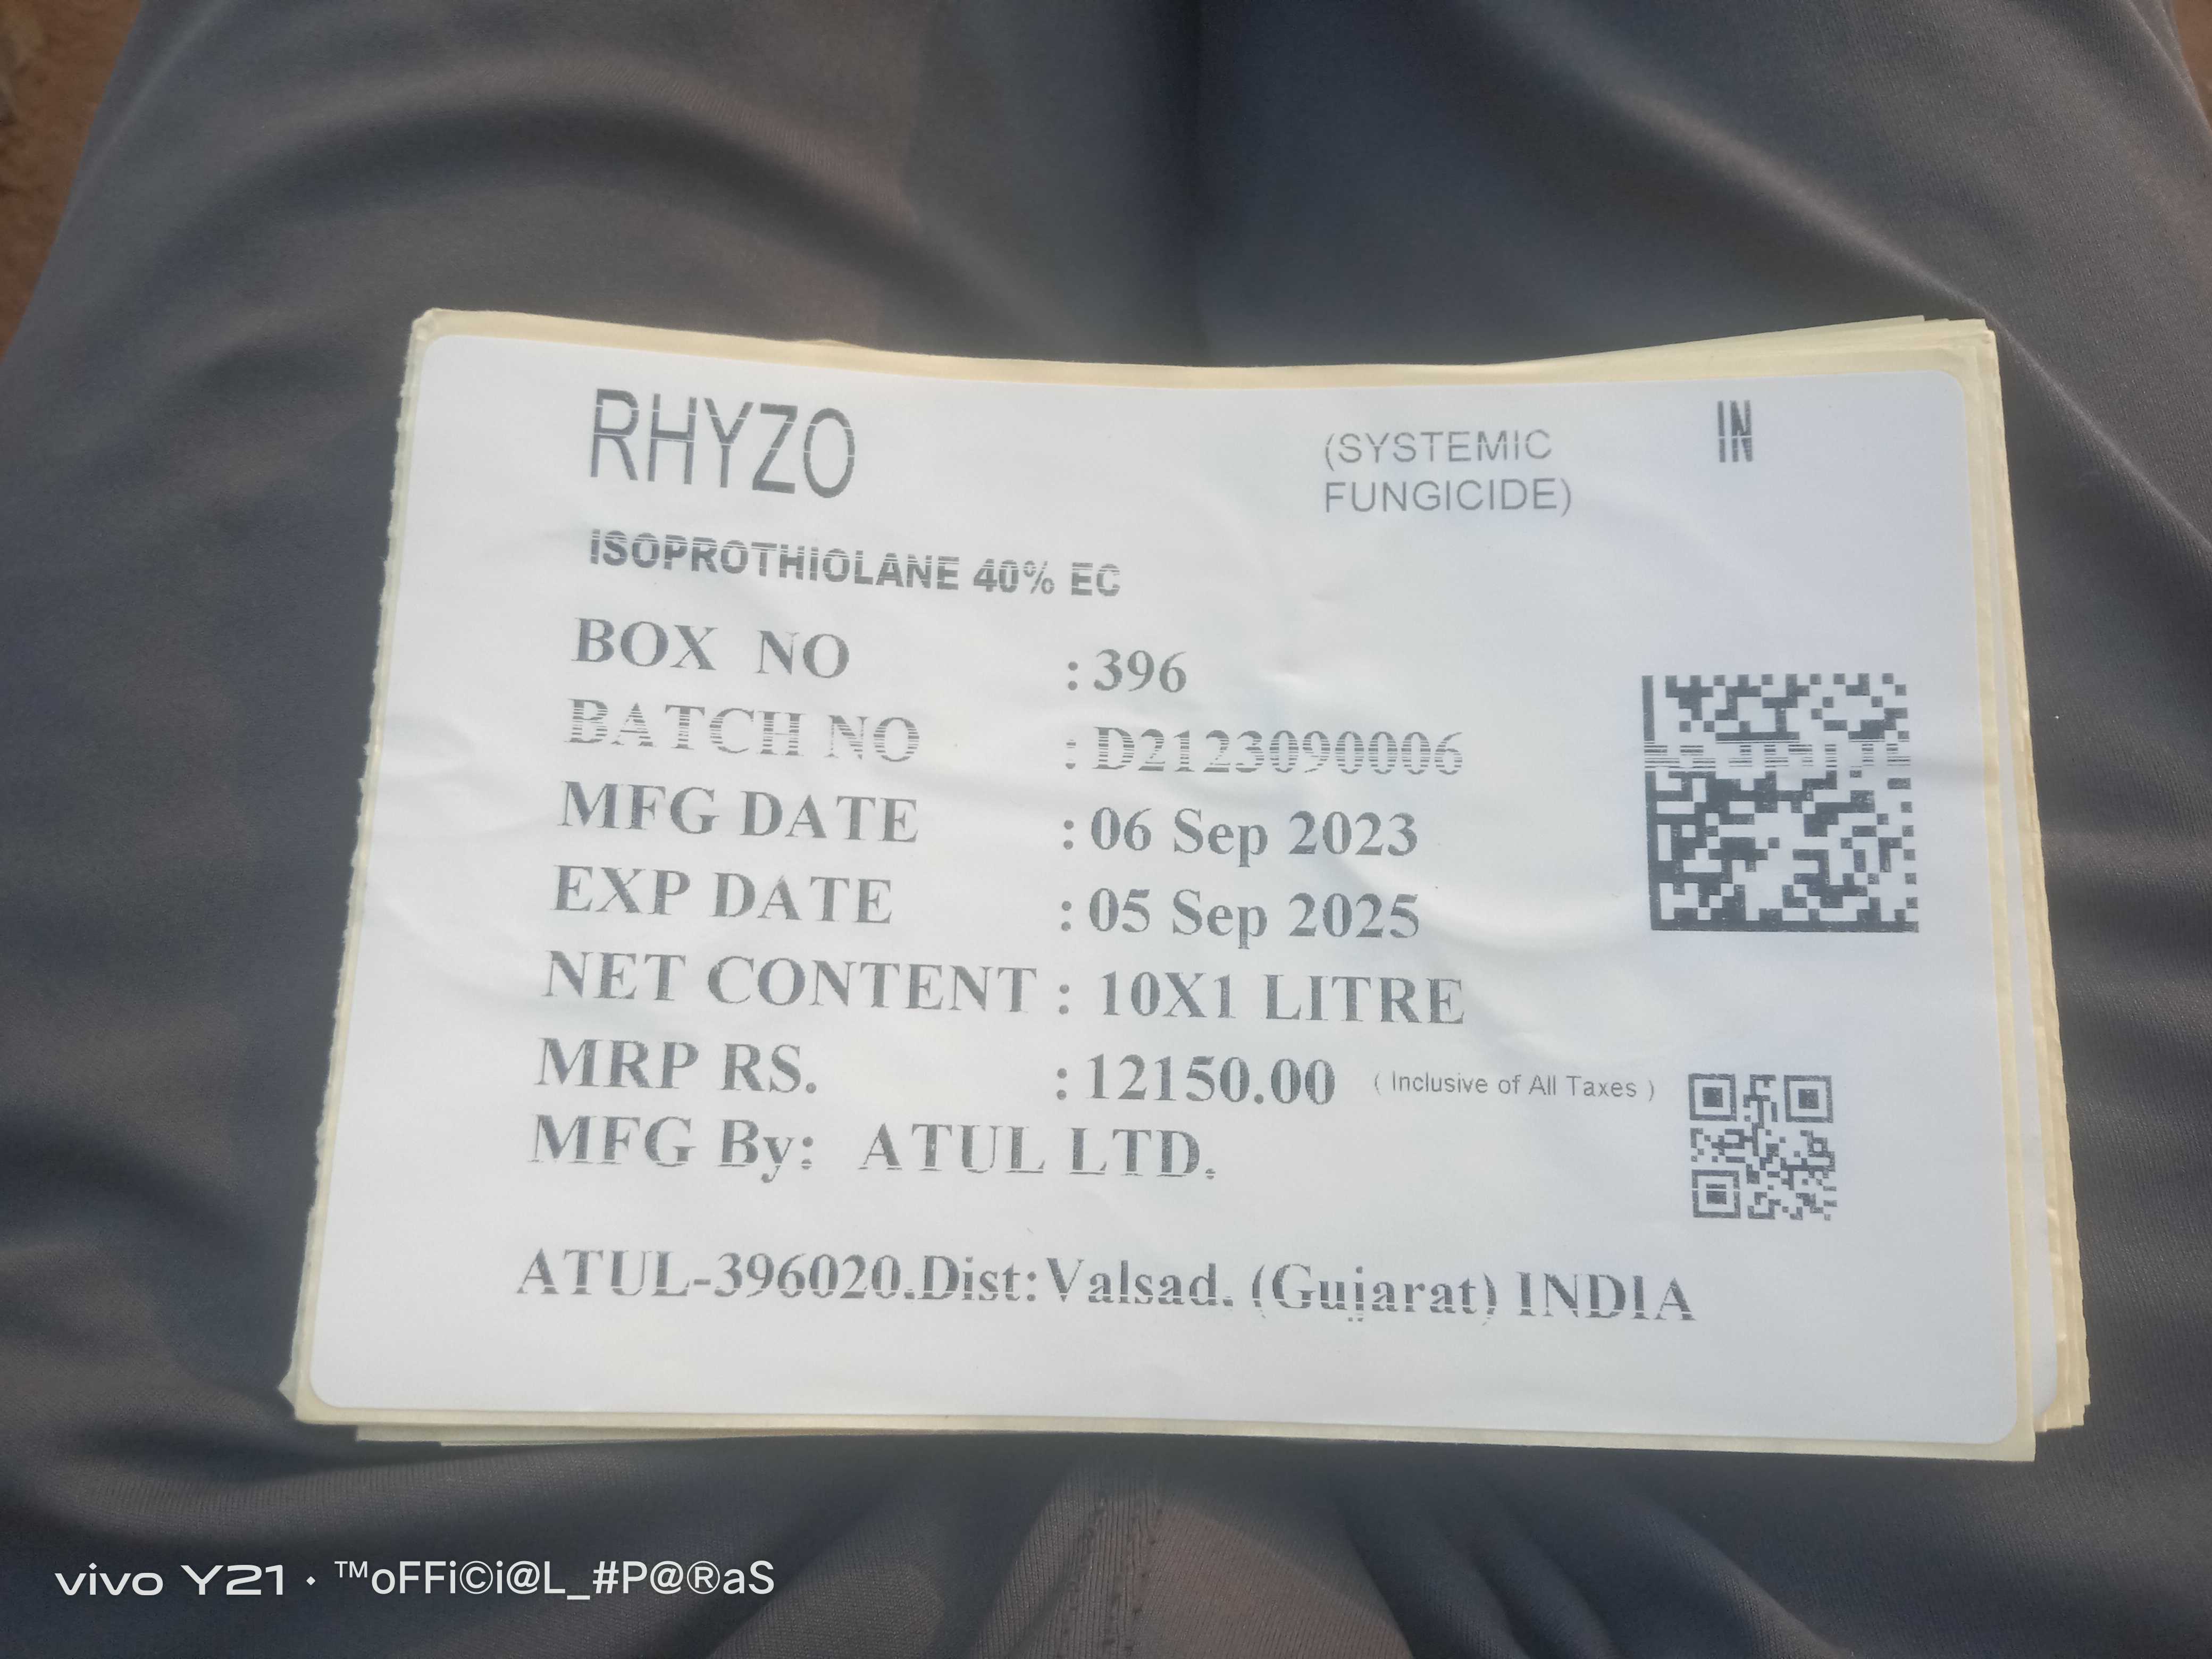 RHYZO
(SYSTEMIC
FUNGICIDE)
IN
ISOPROTHIOLANE 40% EC
BOX NO : 396
BATCH NO : D2123090006
MFG DATE : 06 Sep 2023
EXP DATE : 05 Sep 2025
NET CONTENT : 10X1 LITRE
MRP RS. : 12150.00 ( Inclusive of All Taxes )
MFG By: ATUL LTD.
ATUL-396020.Dist:Valsad. (Gujarat) INDIA
vivo Y21 · ™oFFi©i@L_#P@®aS